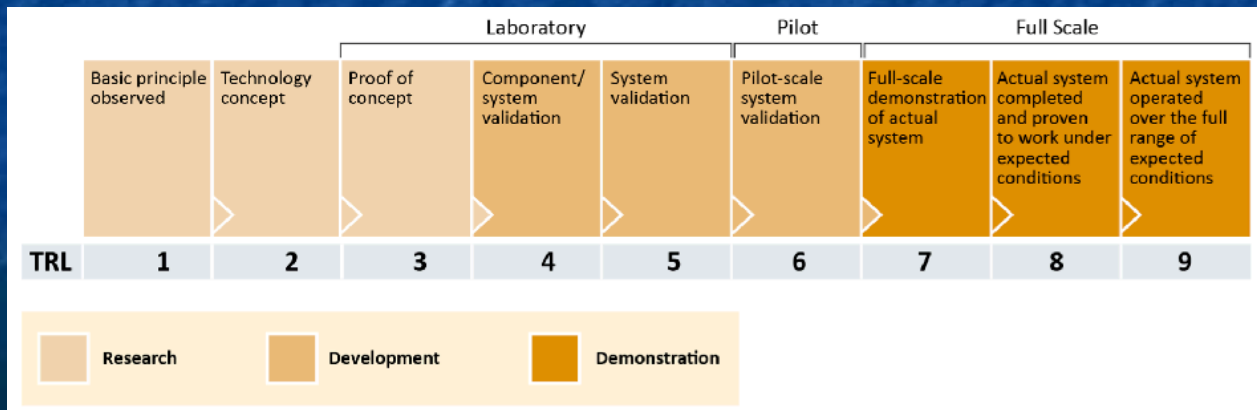 Laboratory
Pilot
Full Scale
Basic principle
observed
Technology
concept
Proof of
concept
Component/
system
validation
System
validation
Pilot-scale
system
validation
Full-scale
demonstration
of actual
system
Actual system
completed
and proven
to work under
expected
conditions
Actual system
operated
over the full
range of
expected
conditions
TRL 1 2 3 4 5 6 7 8 9
Research
Development
Demonstration